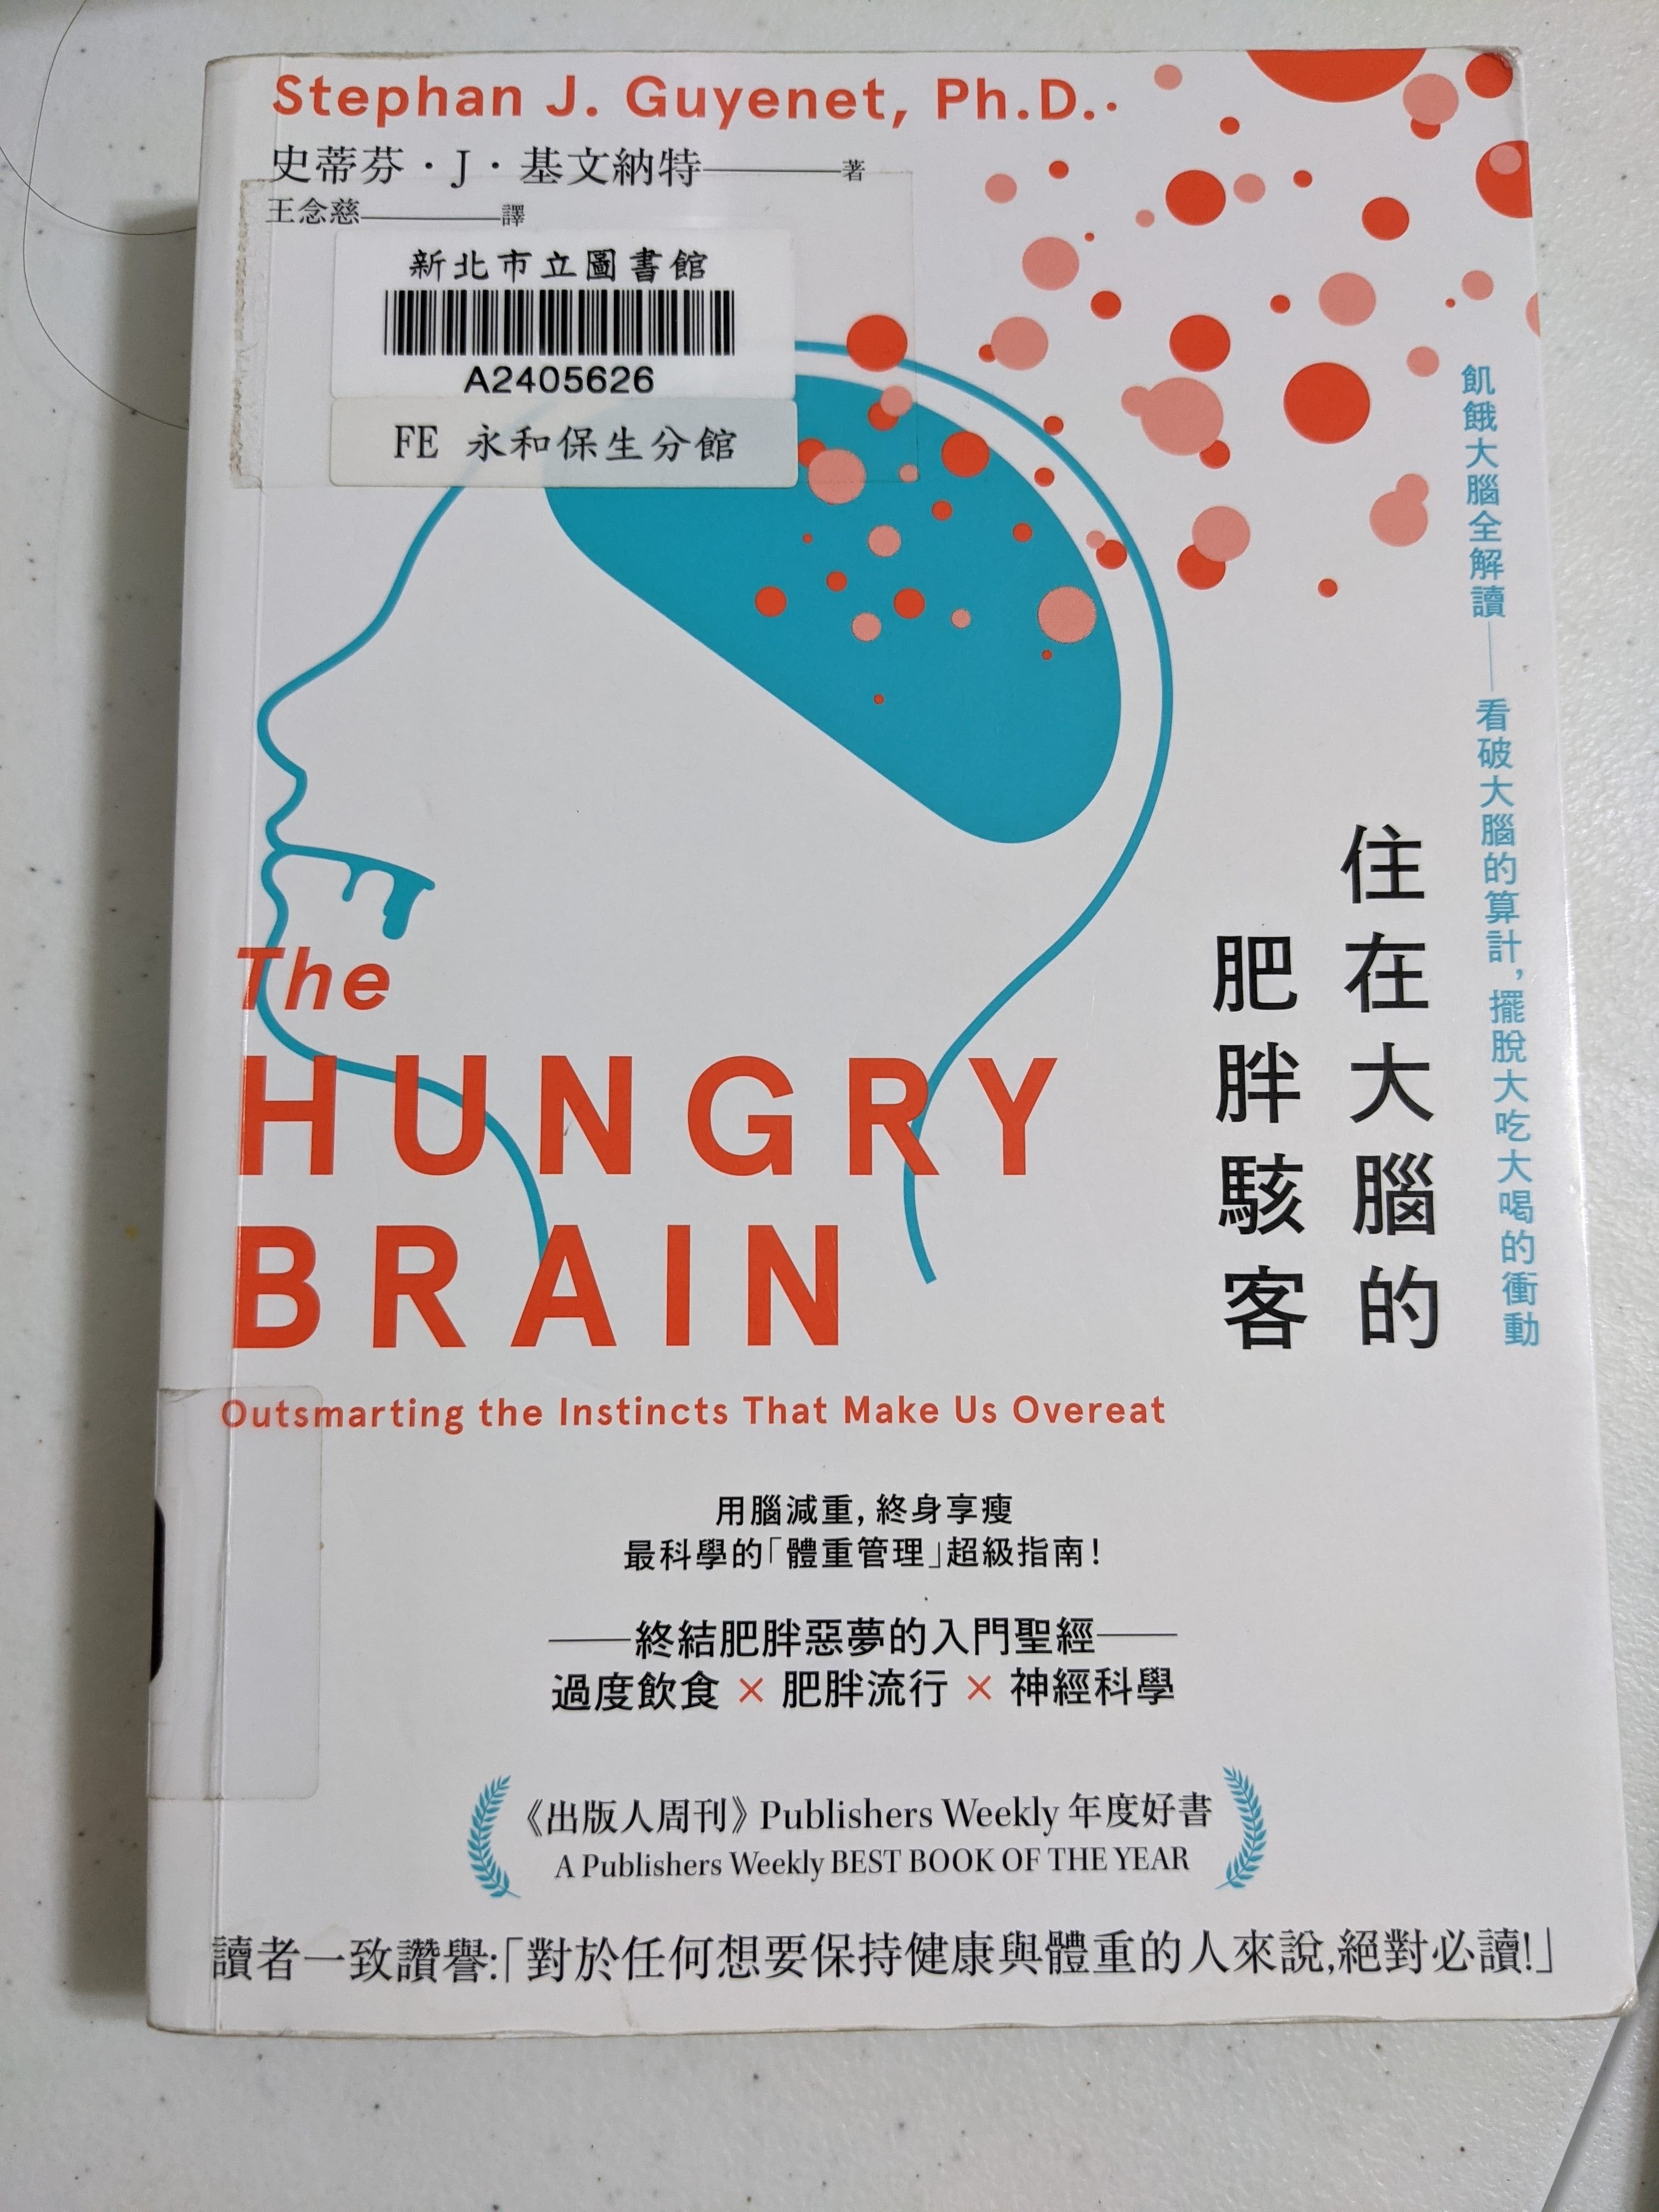 Stephan J. Guyenet, Ph.D.·
史蒂芬·J·基文納特——著
王念慈——譯
新北市立圖書館
A2405626
FE 永和保生分館
飢餓大腦全解讀——看破大腦的算計，擺脫大吃大喝的衝動
住在大腦的
肥胖駭客
The
HUNGRY
BRAIN
Outsmarting the Instincts That Make Us Overeat
用腦減重，終身享瘦
最科學的「體重管理」超級指南！
——終結肥胖惡夢的入門聖經——
過度飲食×肥胖流行×神經科學
《出版人周刊》Publishers Weekly 年度好書
A Publishers Weekly BEST BOOK OF THE YEAR
讀者一致讚譽：「對於任何想要保持健康與體重的人來說，絕對必讀！」